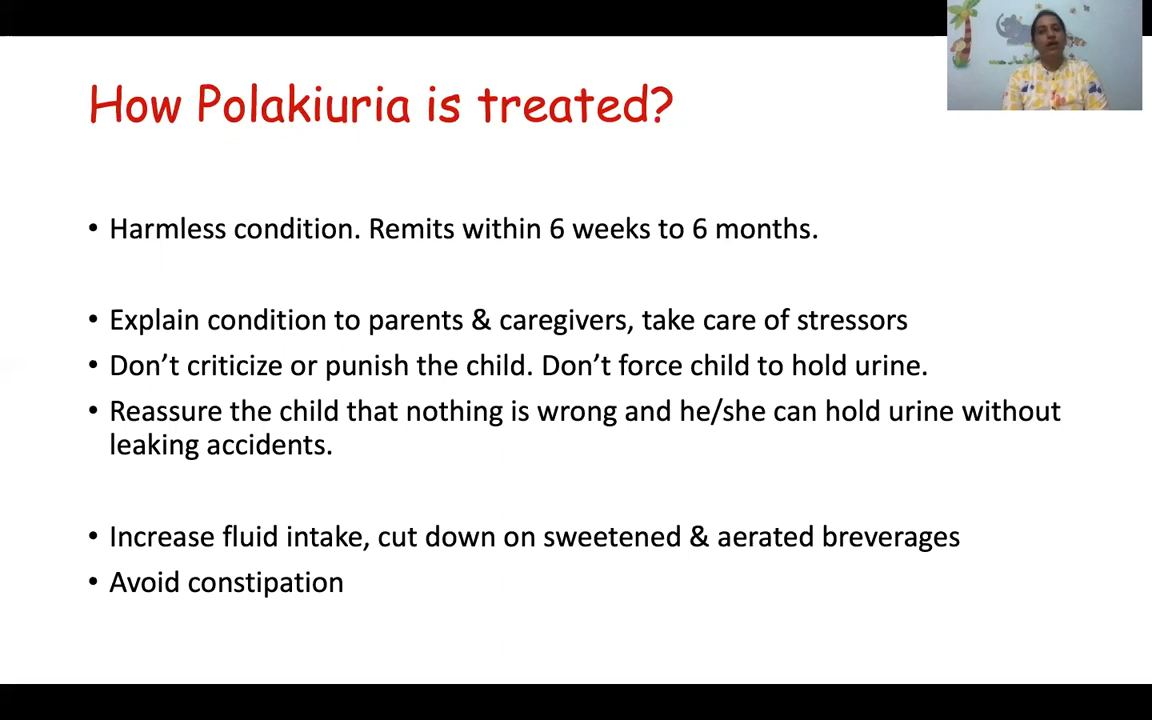 How Polakiuria is treated?
• Harmless condition. Remits within 6 weeks to 6 months.
• Explain condition to parents & caregivers, take care of stressors
• Don't criticize or punish the child. Don't force child to hold urine.
• Reassure the child that nothing is wrong and he/she can hold urine without
leaking accidents.
• Increase fluid intake, cut down on sweetened & aerated breverages
• Avoid constipation